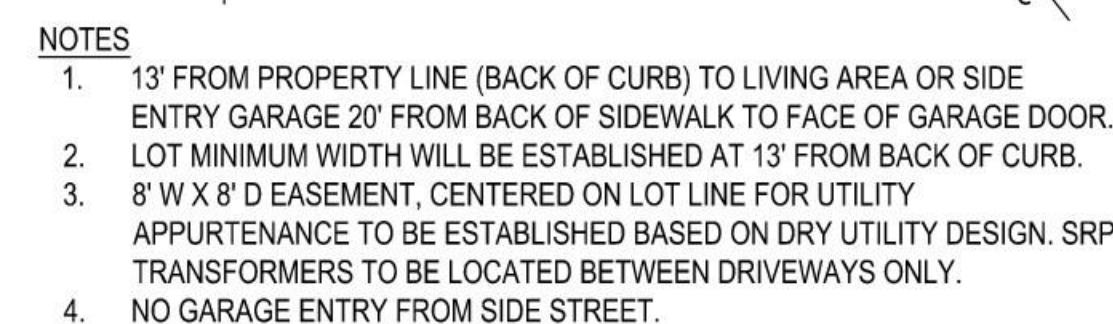 NOTES
1. 13' FROM PROPERTY LINE (BACK OF CURB) TO LIVING AREA OR SIDE
ENTRY GARAGE 20' FROM BACK OF SIDEWALK TO FACE OF GARAGE DOOR.
2. LOT MINIMUM WIDTH WILL BE ESTABLISHED AT 13' FROM BACK OF CURB.
3. 8' W X 8' D EASEMENT, CENTERED ON LOT LINE FOR UTILITY
APPURTENANCE TO BE ESTABLISHED BASED ON DRY UTILITY DESIGN. SRP
TRANSFORMERS TO BE LOCATED BETWEEN DRIVEWAYS ONLY.
4. NO GARAGE ENTRY FROM SIDE STREET.